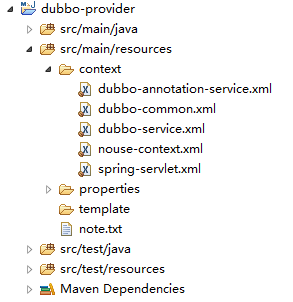 dubbo-provider
src/main/java
src/main/resources
context
dubbo-annotation-service.xml
dubbo-common.xml
dubbo-service.xml
nouse-context.xml
spring-servlet.xml
properties
template
note.txt
src/test/java
src/test/resources
Maven Dependencies